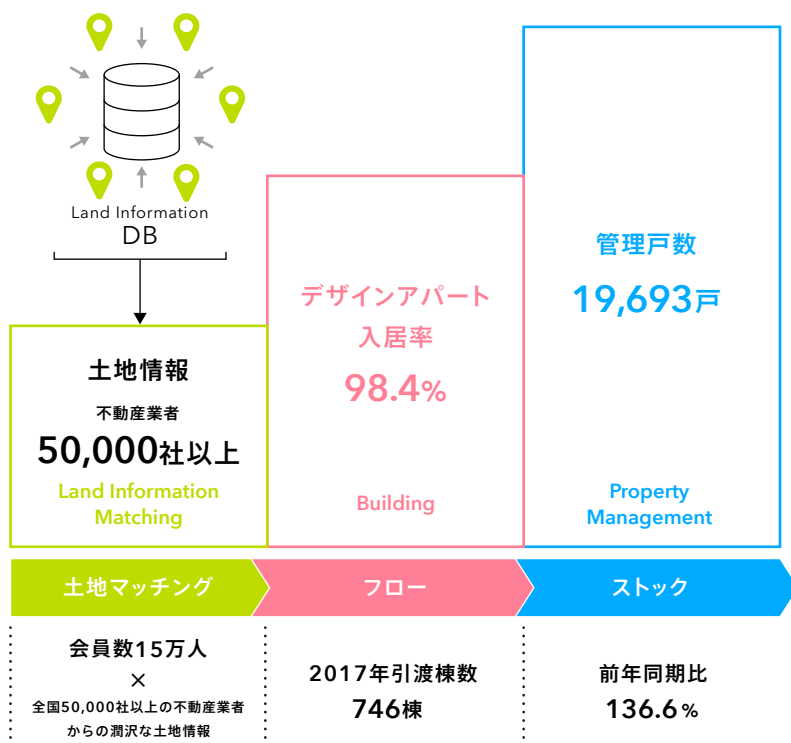 Land Information
DB
土地情報
不動産業者
50,000社以上
Land Information
Matching
デザインアパート
入居率
98.4%
Building
管理戸数
19,693戸
Property
Management
土地マッチング
フロー
ストック
会員数15万人
×
全国50,000社以上の不動産業者
からの潤沢な土地情報
2017年引渡棟数
746棟
前年同期比
136.6%